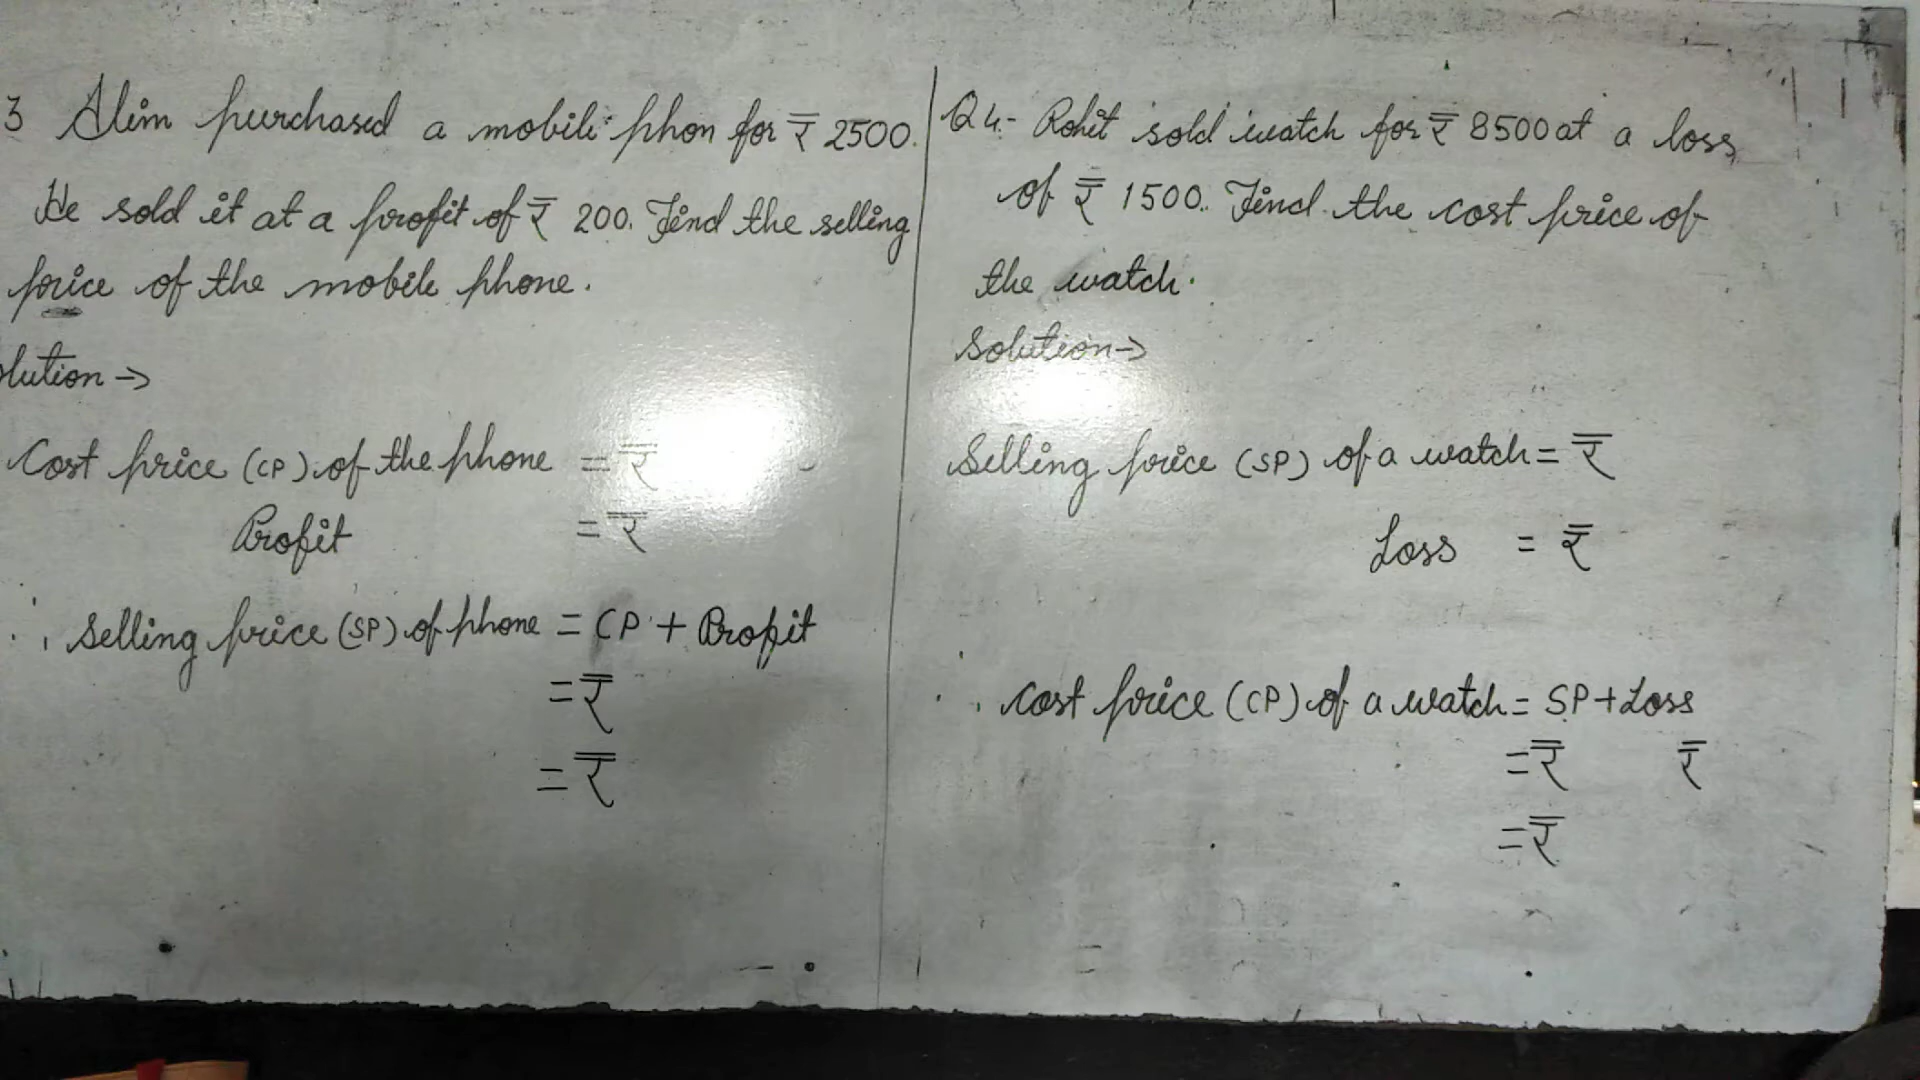 3 Alim purchased a mobile phon for ₹ 2500.
He sold it at a profit of ₹ 200. Find the selling
price of the mobile phone.
olution →
Cost price (CP) of the phone = ₹
Profit = ₹
∴ Selling price (SP) of phone = CP + Profit
= ₹
= ₹
Q4.- Rohit sold watch for ₹ 8500 at a loss
of ₹ 1500. Find the cost price of
the watch.
Solution →
Selling price (SP) of a watch = ₹
Loss = ₹
∴ Cost price (CP) of a watch = SP + Loss
= ₹ ₹
= ₹